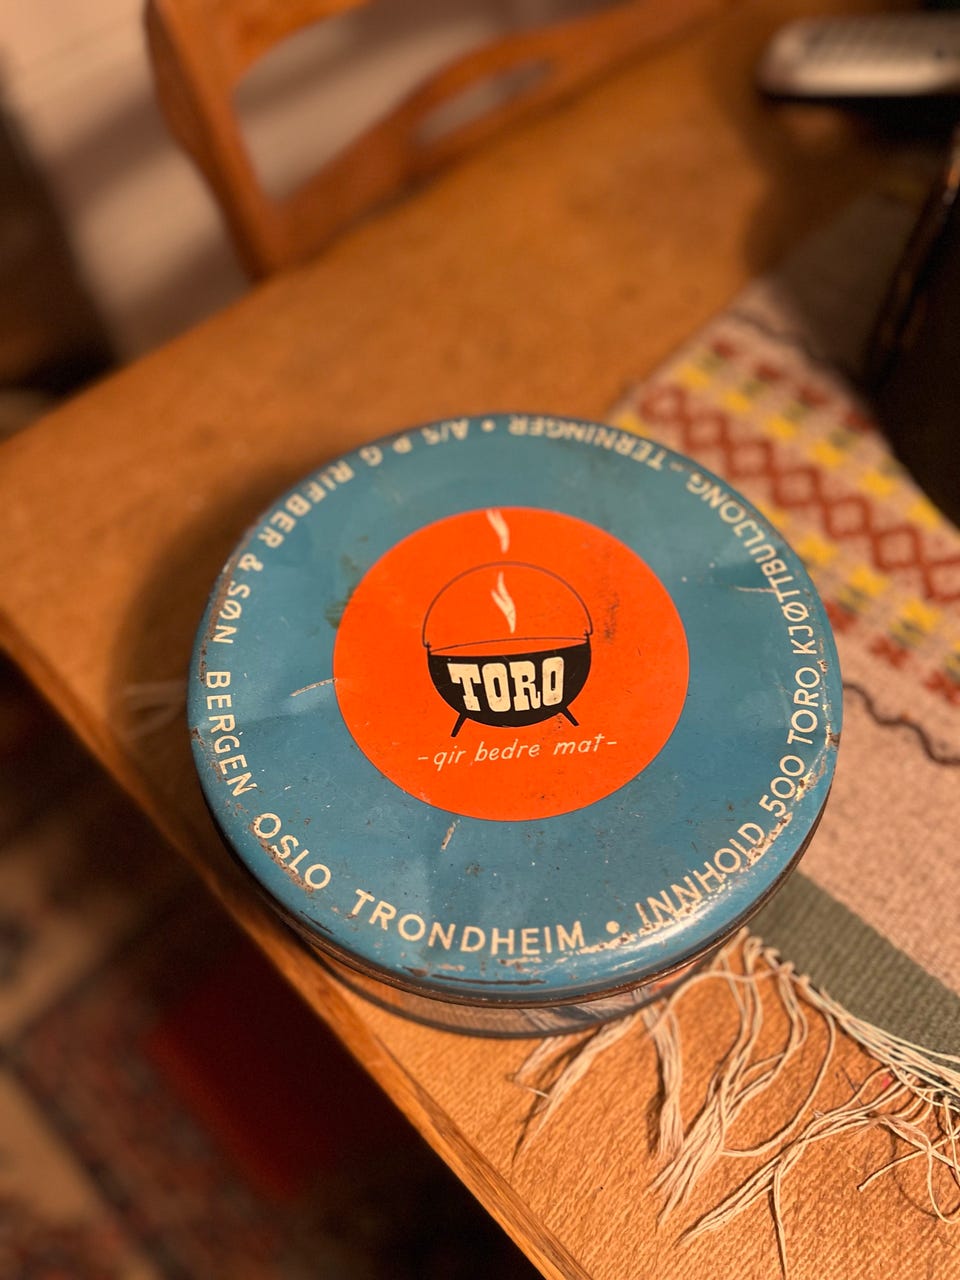 TORO
-gir bedre mat-
INNHOLD 500 TORO KJØTTBULJONG-TERNINGER • A/S P G RIEBER & SØN BERGEN OSLO TRONDHEIM •